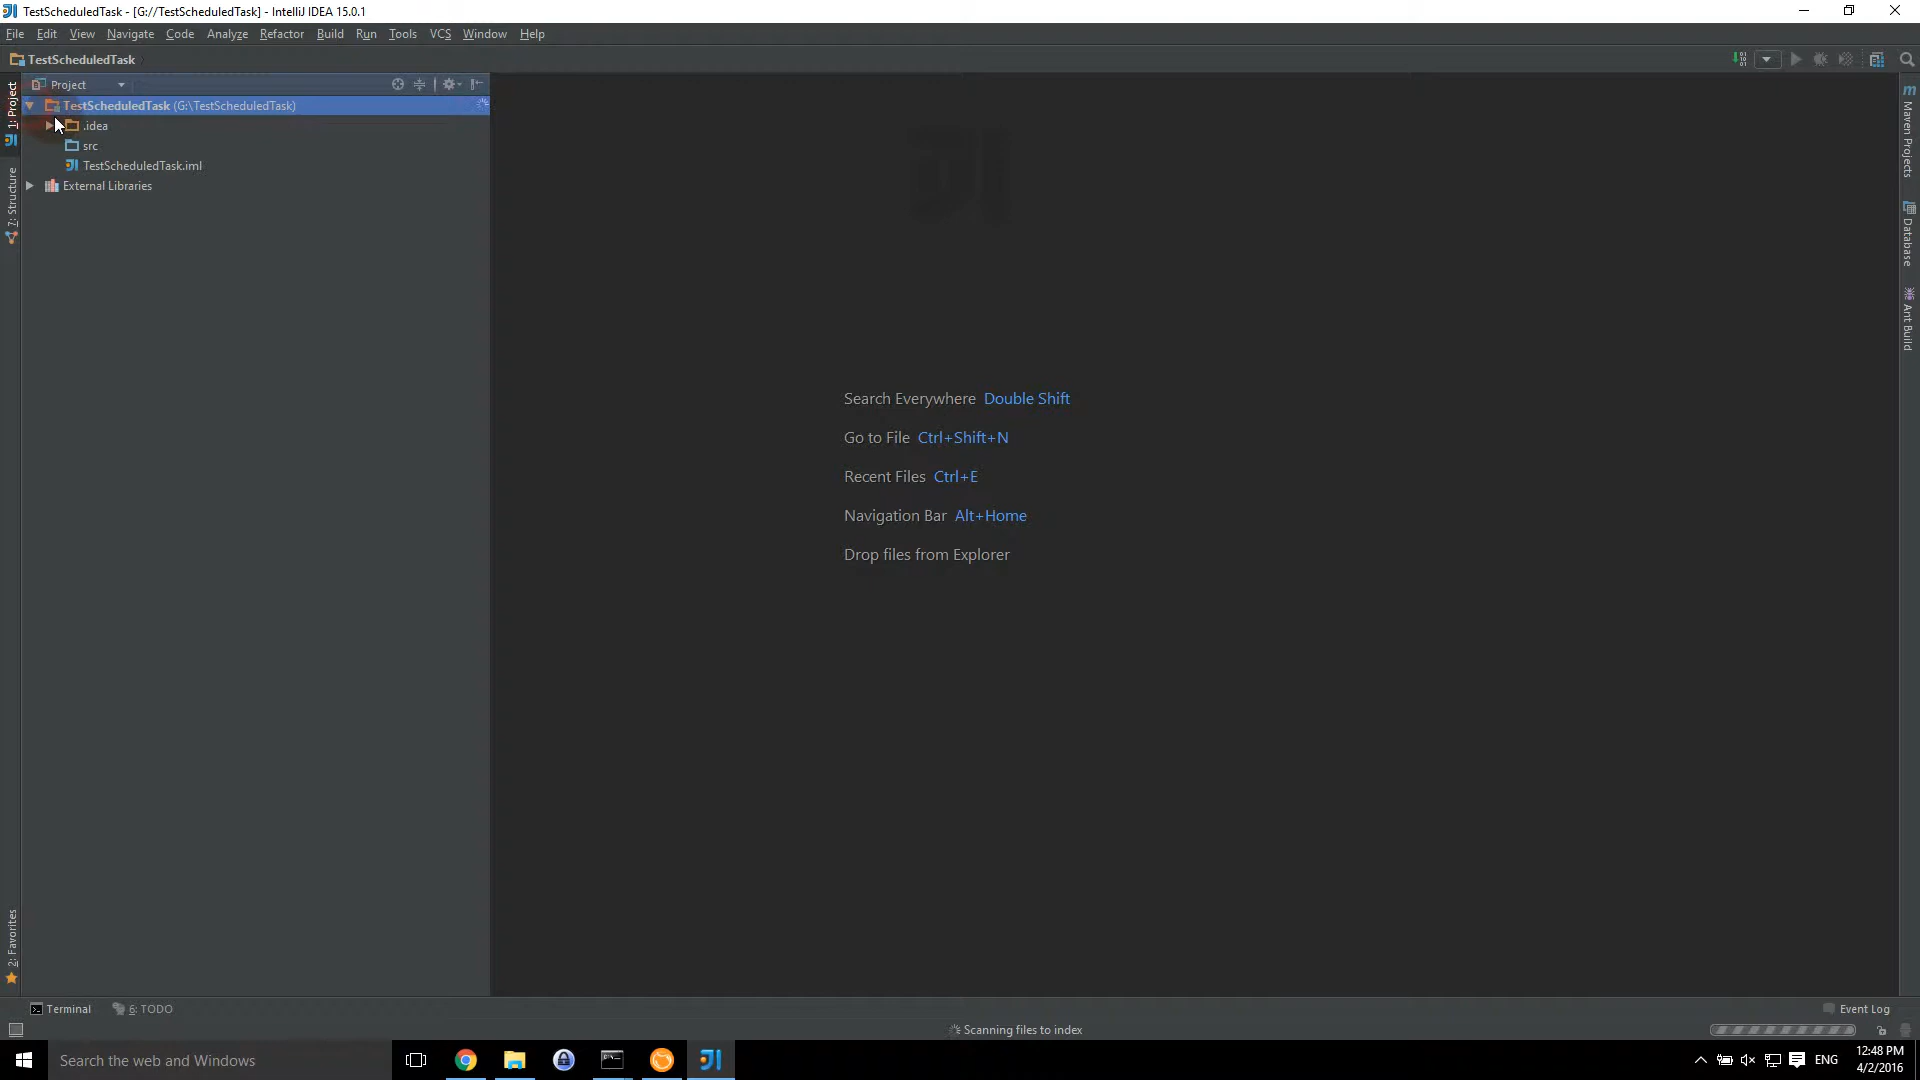 TestScheduledTask - [G://TestScheduledTask] - IntelliJ IDEA 15.0.1
File Edit View Navigate Code Analyze Refactor Build Run Tools VCS Window Help
TestScheduledTask
Project
TestScheduledTask (G:\TestScheduledTask)
.idea
src
TestScheduledTask.iml
External Libraries
1: Project
7: Structure
2: Favorites
Search Everywhere Double Shift
Go to File Ctrl+Shift+N
Recent Files Ctrl+E
Navigation Bar Alt+Home
Drop files from Explorer
Maven Projects
Database
Ant Build
Terminal
6: TODO
Event Log
Scanning files to index
Search the web and Windows
ENG
12:48 PM
4/2/2016